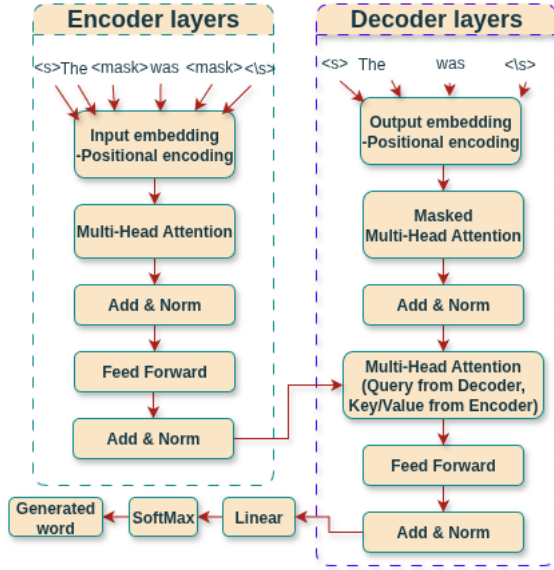 Encoder layers
<s> The <mask> was <mask> <\s>
Input embedding
-Positional encoding
Multi-Head Attention
Add & Norm
Feed Forward
Add & Norm
Decoder layers
<s> The was <\s>
Output embedding
-Positional encoding
Masked
Multi-Head Attention
Add & Norm
Multi-Head Attention
(Query from Decoder,
Key/Value from Encoder)
Feed Forward
Add & Norm
Linear
SoftMax
Generated
word